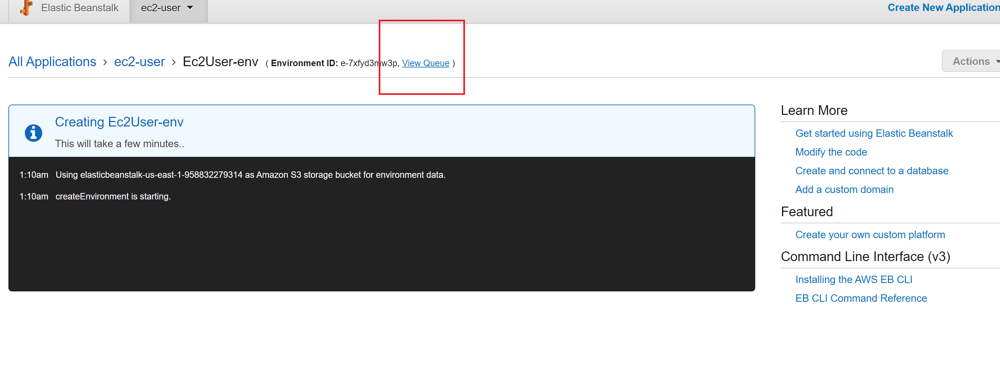 Elastic Beanstalk ec2-user Create New Application
All Applications > ec2-user > Ec2User-env ( Environment ID: e-7xfyd3mw3p, View Queue ) Actions
Creating Ec2User-env
This will take a few minutes..
1:10am Using elasticbeanstalk-us-east-1-958832279314 as Amazon S3 storage bucket for environment data.
1:10am createEnvironment is starting.
Learn More
Get started using Elastic Beanstalk
Modify the code
Create and connect to a database
Add a custom domain
Featured
Create your own custom platform
Command Line Interface (v3)
Installing the AWS EB CLI
EB CLI Command Reference